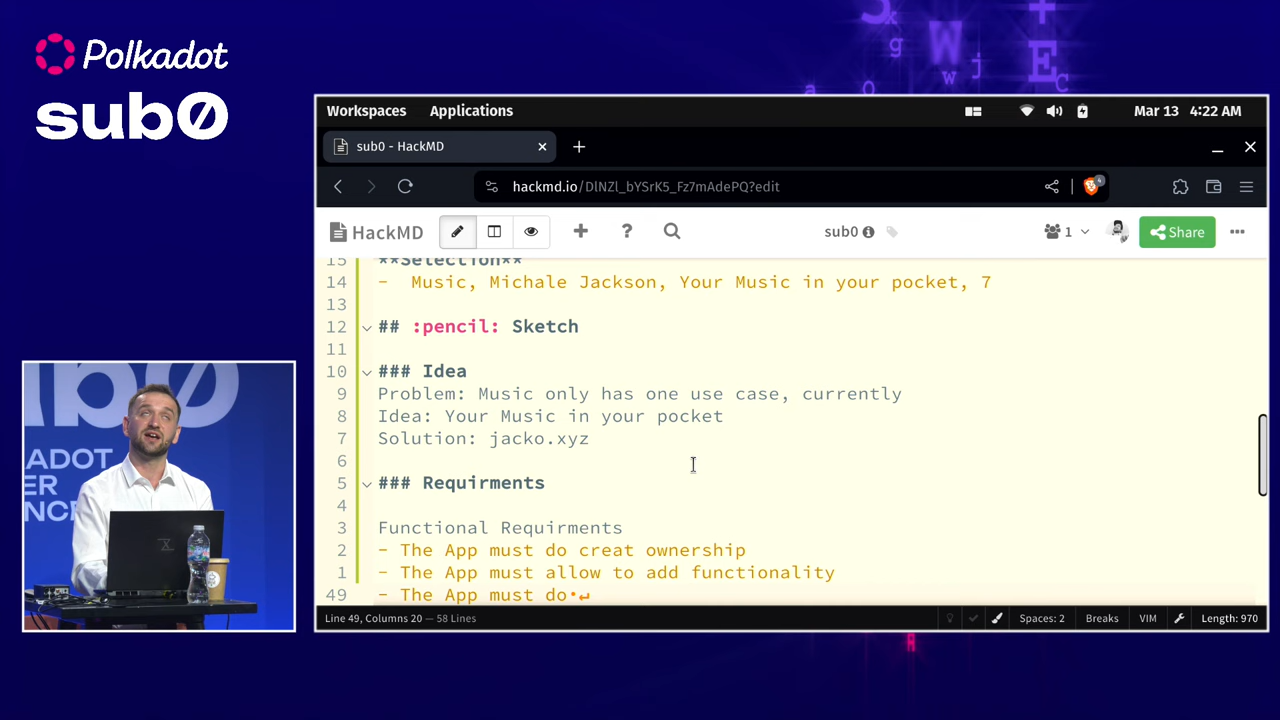 Polkadot
sub0
Workspaces Applications Mar 13 4:22 AM
sub0 - HackMD
hackmd.io/DlNZl_bYSrK5_Fz7mAdePQ?edit
4
HackMD sub0 1 Share
15 **Selection**
14 - Music, Michale Jackson, Your Music in your pocket, 7
13
12 ## :pencil: Sketch
11
10 ### Idea
9 Problem: Music only has one use case, currently
8 Idea: Your Music in your pocket
7 Solution: jacko.xyz
6
5 ### Requirments
4
3 Functional Requirments
2 - The App must do creat ownership
1 - The App must allow to add functionality
49 - The App must do
Line 49, Columns 20 — 58 Lines Spaces: 2 Breaks VIM Length: 970